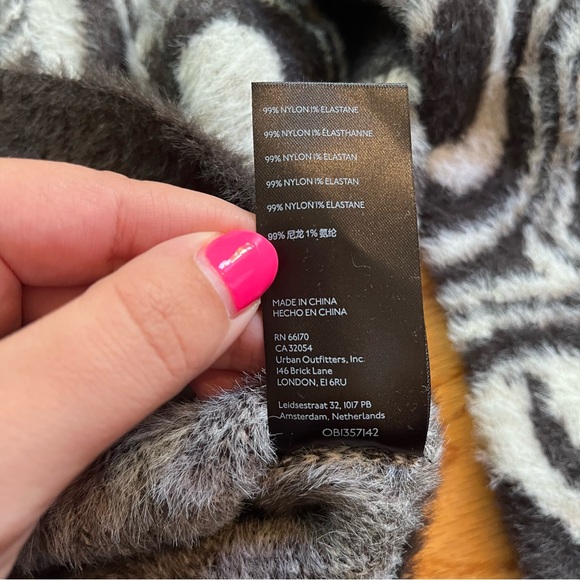 99% NYLON 1% ELASTANE
99% NYLON 1% ÉLASTHANNE
99% NYLON 1% ELASTAN
99% NYLON 1% ELASTAN
99% NYLON 1% ELASTANE
99% 尼龙 1% 氨纶
MADE IN CHINA
HECHO EN CHINA
RN 66170
CA 32054
Urban Outfitters, Inc.
146 Brick Lane
LONDON, E1 6RU
Leidsestraat 32, 1017 PB
Amsterdam, Netherlands
OB1357142